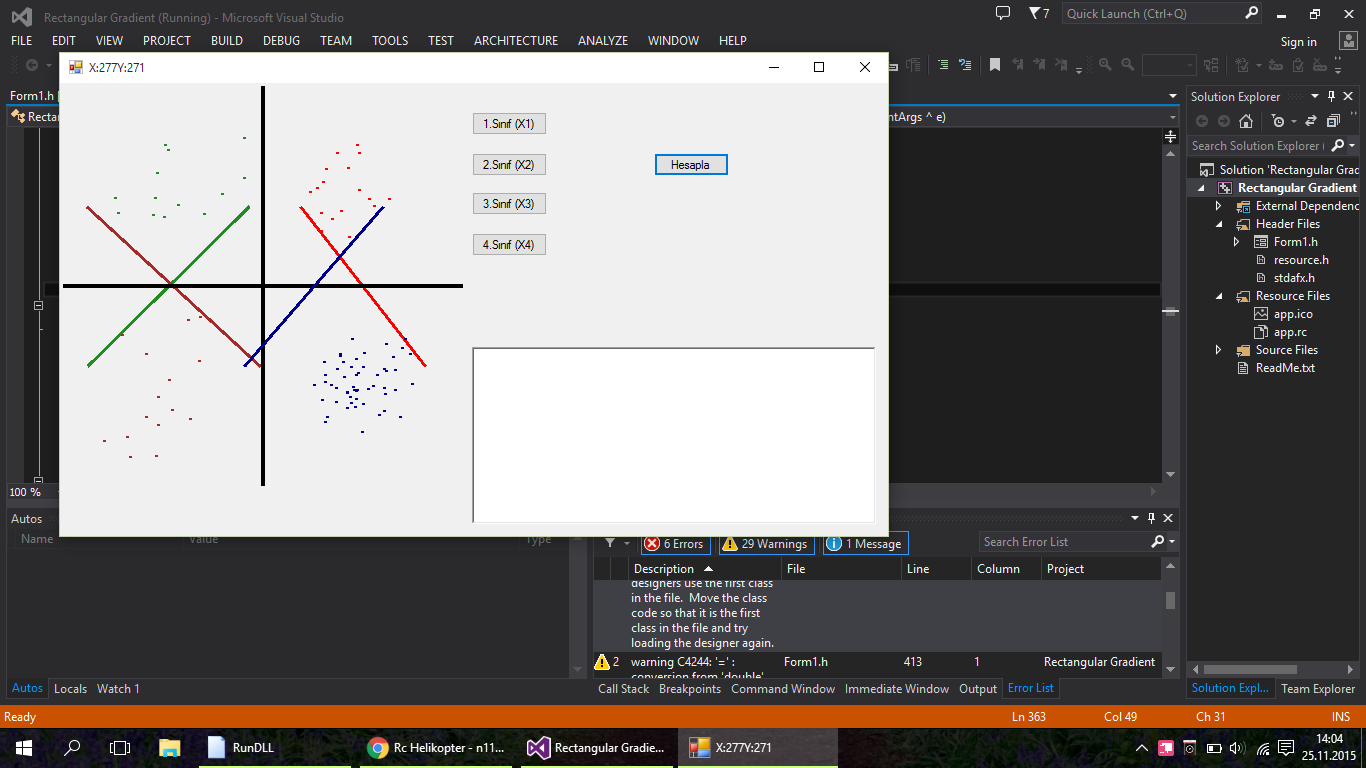 Rectangular Gradient (Running) - Microsoft Visual Studio
7
Quick Launch (Ctrl+Q)
FILE EDIT VIEW PROJECT BUILD DEBUG TEAM TOOLS TEST ARCHITECTURE ANALYZE WINDOW HELP
Sign in
X:277Y:271
Form1.h
Recta
entArgs ^ e)
1.Sınıf (X1)
2.Sınıf (X2)
Hesapla
3.Sınıf (X3)
4.Sınıf (X4)
Solution Explorer
Search Solution Explorer (
Solution 'Rectangular Grac
Rectangular Gradient
External Dependenc
Header Files
Form1.h
resource.h
stdafx.h
Resource Files
app.ico
app.rc
Source Files
ReadMe.txt
100 %
Autos
Name Value Type
6 Errors 29 Warnings 1 Message
Search Error List
Description File Line Column Project
designers use the first class
in the file. Move the class
code so that it is the first
class in the file and try
loading the designer again.
2 warning C4244: '=' : Form1.h 413 1 Rectangular Gradient
conversion from 'double'
Autos Locals Watch 1
Call Stack Breakpoints Command Window Immediate Window Output Error List
Solution Expl... Team Explorer
Ready
Ln 363 Col 49 Ch 31 INS
RunDLL
Rc Helikopter - n11...
Rectangular Gradie...
X:277Y:271
14:04
25.11.2015